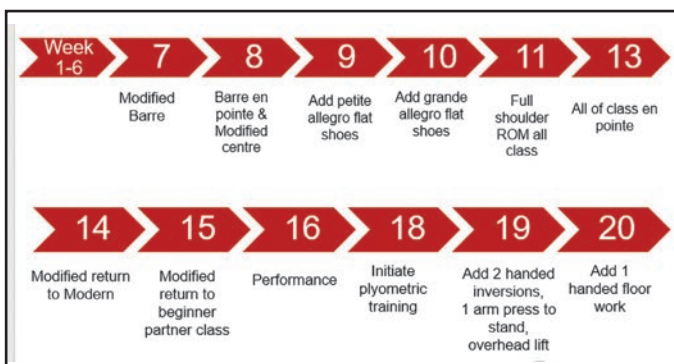 Week
1-6
7
8
9
10
11
13
Modified
Barre
Barre en
pointe &
Modified
centre
Add petite
allegro flat
shoes
Add grande
allegro flat
shoes
Full
shoulder
ROM all
class
All of class en
pointe
14
15
16
18
19
20
Modified return
to Modern
Modified
return to
beginner
partner class
Performance
Initiate
plyometric
training
Add 2 handed
inversions,
1 arm press to
stand,
overhead lift
Add 1
handed floor
work